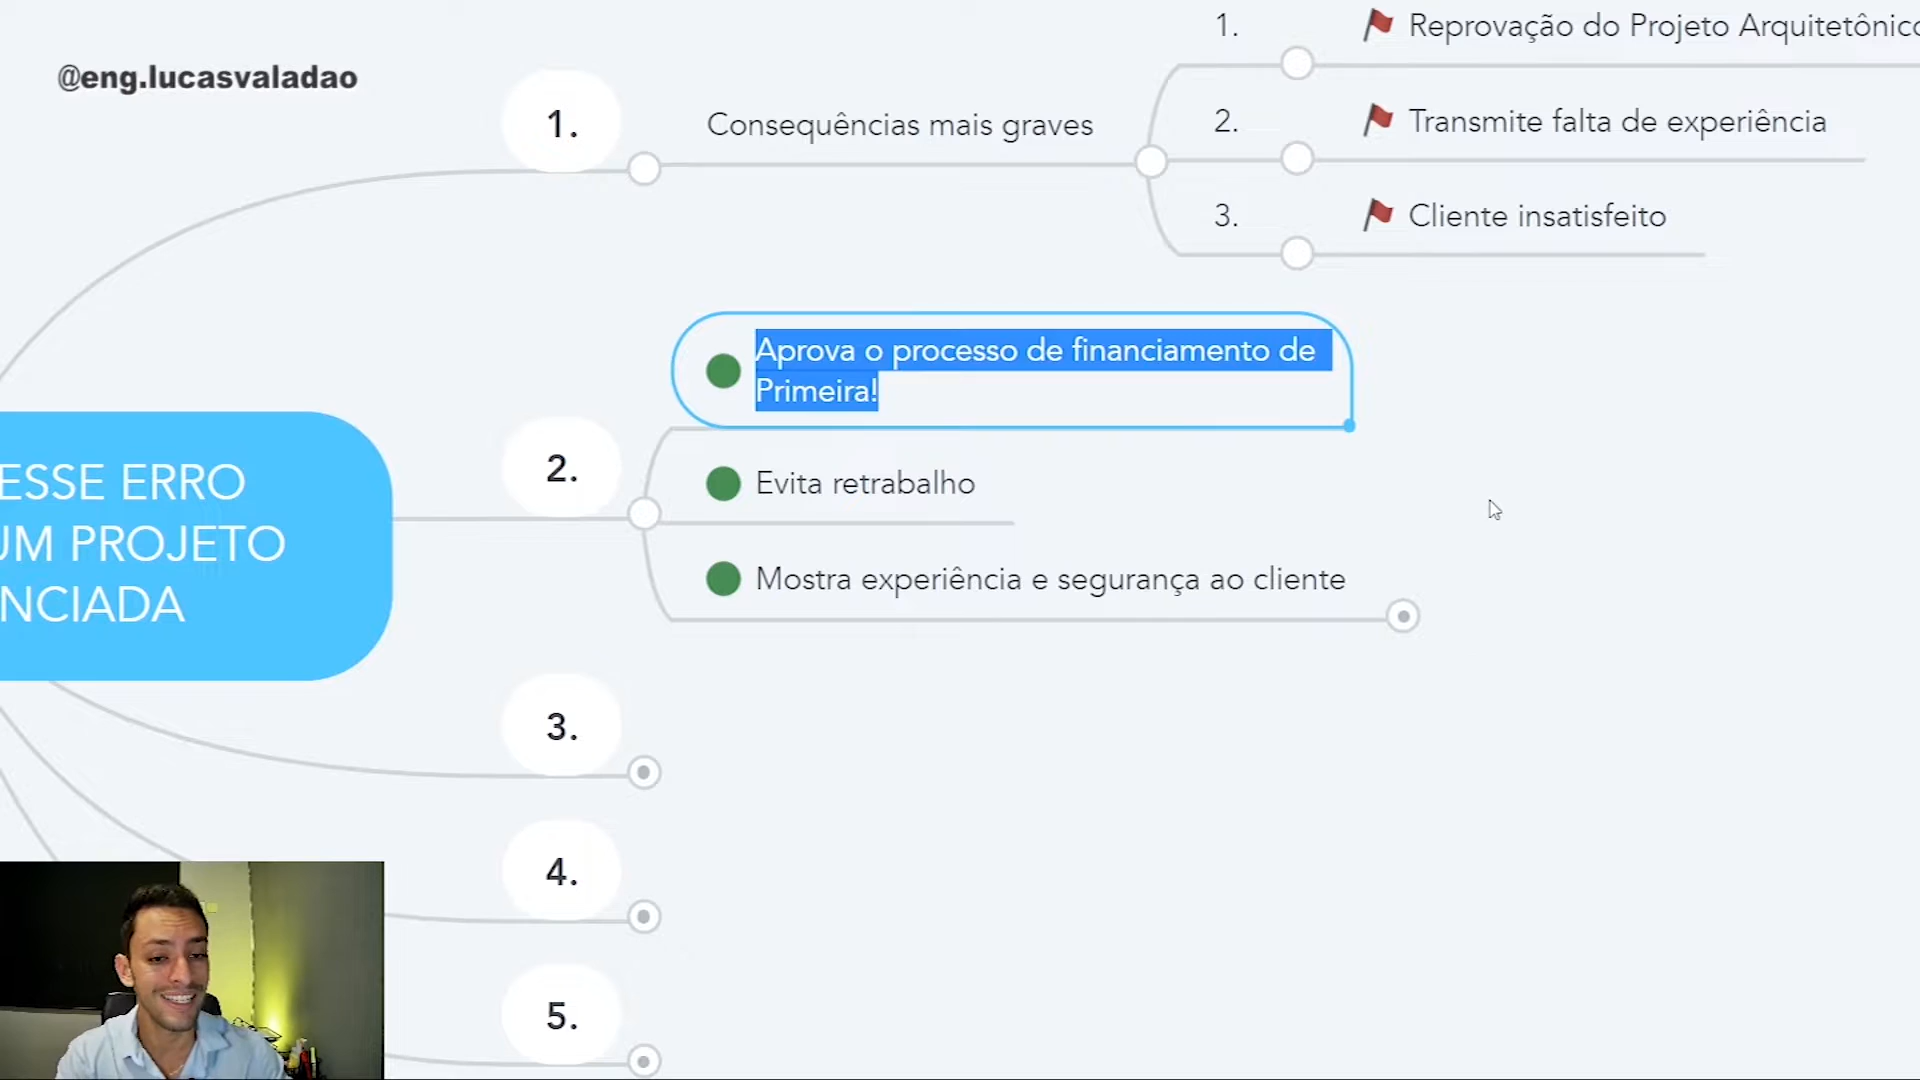 @eng.lucasvaladao
1.
Consequências mais graves
1. Reprovação do Projeto Arquitetônico
2. Transmite falta de experiência
3. Cliente insatisfeito
ESSE ERRO
UM PROJETO
NCIADA
2.
Aprova o processo de financiamento de
Primeira!
Evita retrabalho
Mostra experiência e segurança ao cliente
3.
4.
5.